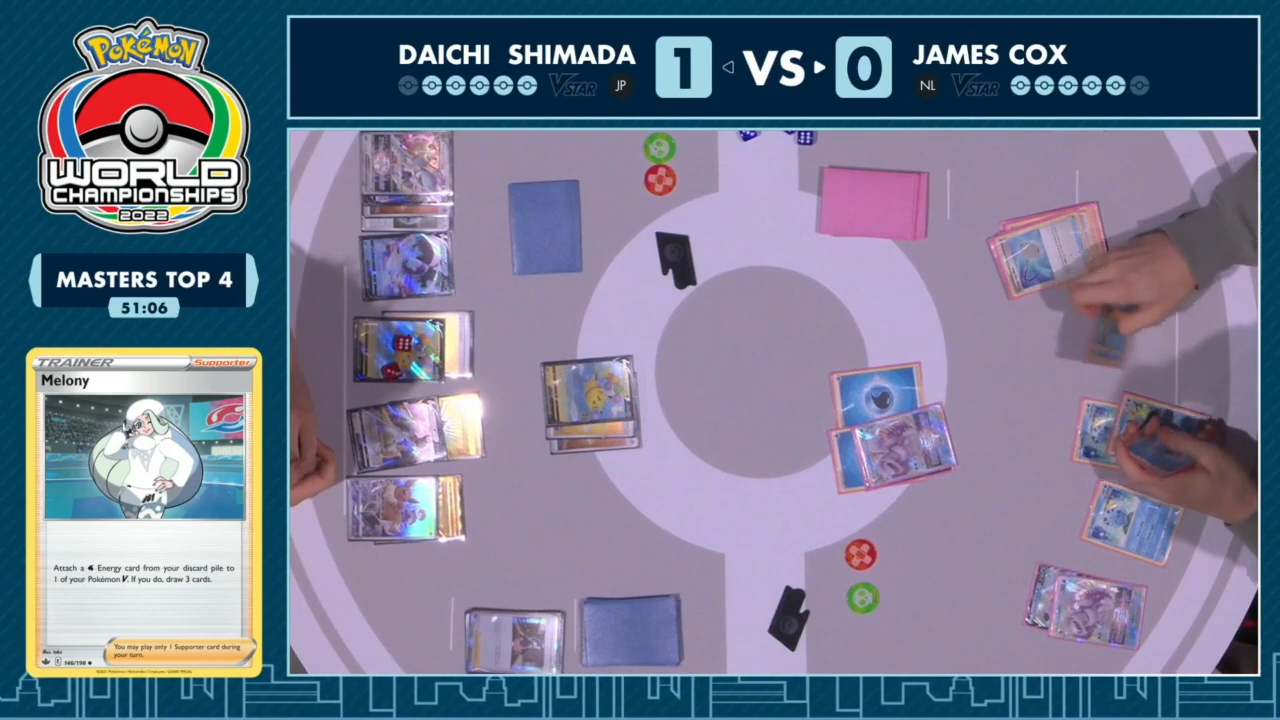 Pokémon
WORLD
CHAMPIONSHIPS
2022
DAICHI SHIMADA
1
VS
0
JAMES COX
VSTAR
JP
NL
VSTAR
MASTERS TOP 4
51:06
TRAINER
Supporter
Melony
Attach a Energy card from your discard pile to
1 of your Pokémon V. If you do, draw 3 cards.
You may play only 1 Supporter card during
your turn.
146/198